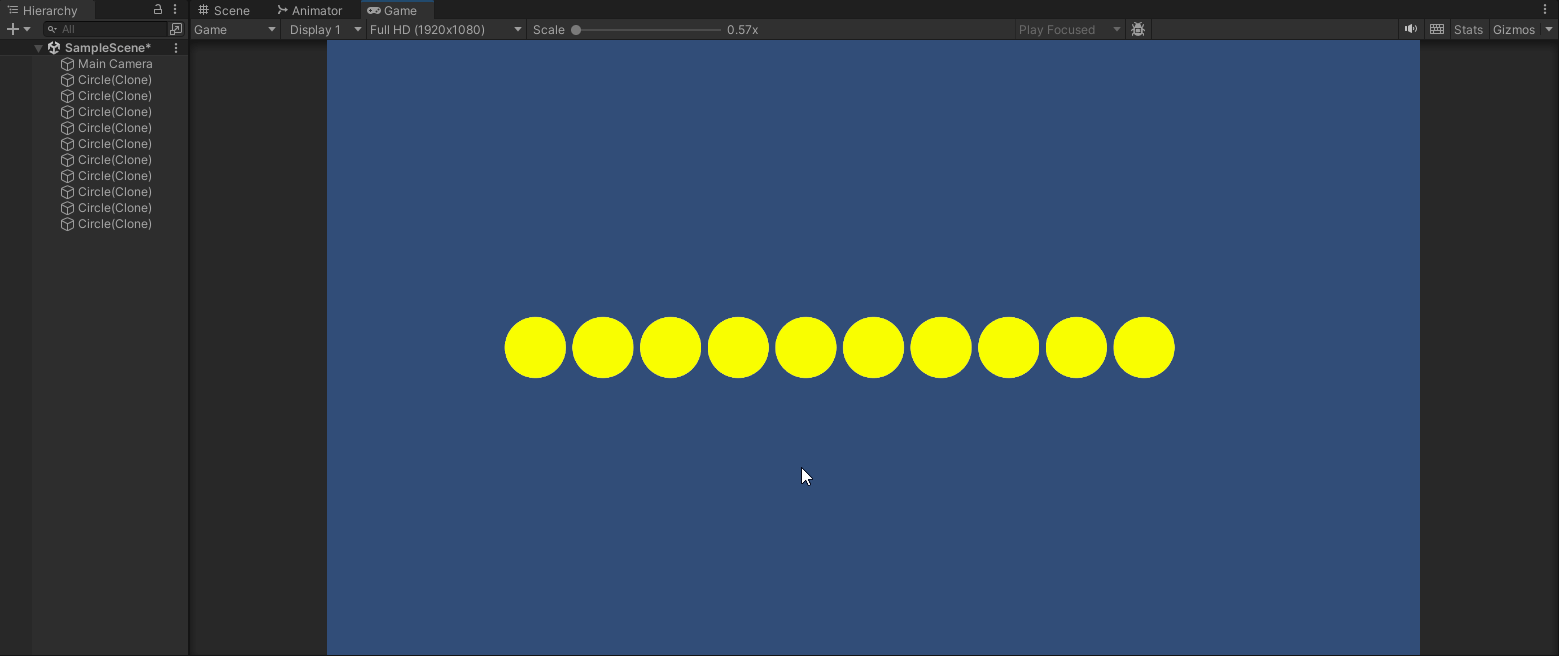 Hierarchy
Scene
Animator
Game
All
Game
Display 1
Full HD (1920x1080)
Scale
0.57x
Play Focused
Stats
Gizmos
SampleScene*
Main Camera
Circle(Clone)
Circle(Clone)
Circle(Clone)
Circle(Clone)
Circle(Clone)
Circle(Clone)
Circle(Clone)
Circle(Clone)
Circle(Clone)
Circle(Clone)